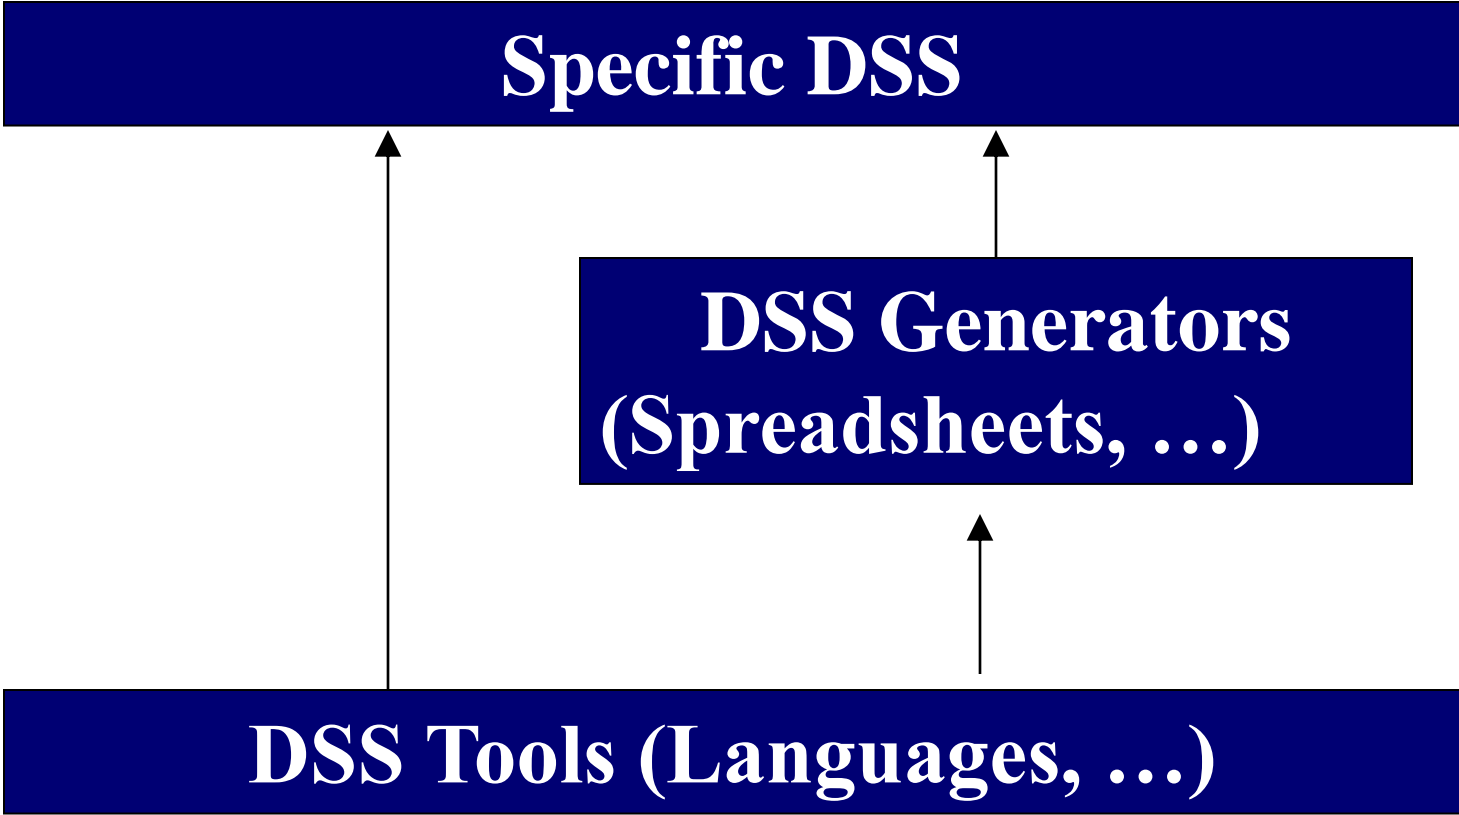 Specific DSS
DSS Generators
(Spreadsheets, …)
DSS Tools (Languages, …)